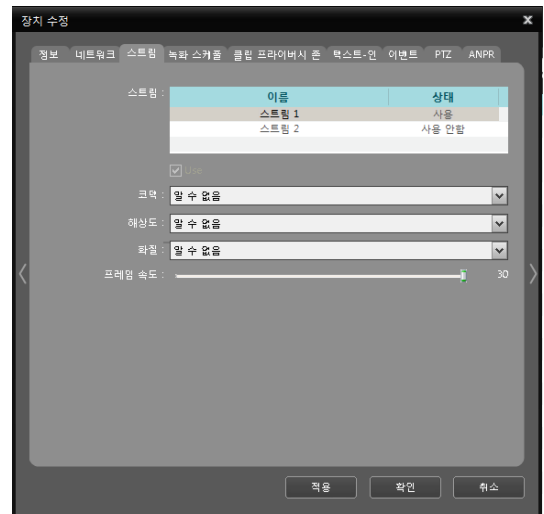 장치 수정
정보 네트워크 스트림 녹화 스케줄 클립 프라이버시 존 텍스트-인 이벤트 PTZ ANPR
스트림 :
이름 상태
스트림 1 사용
스트림 2 사용 안함
Use
코덱 : 알 수 없음
해상도 : 알 수 없음
화질 : 알 수 없음
프레임 속도 : 30
적용 확인 취소